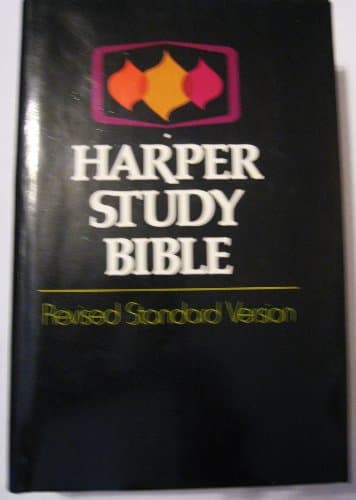 HARPER
STUDY
BIBLE
Revised Standard Version